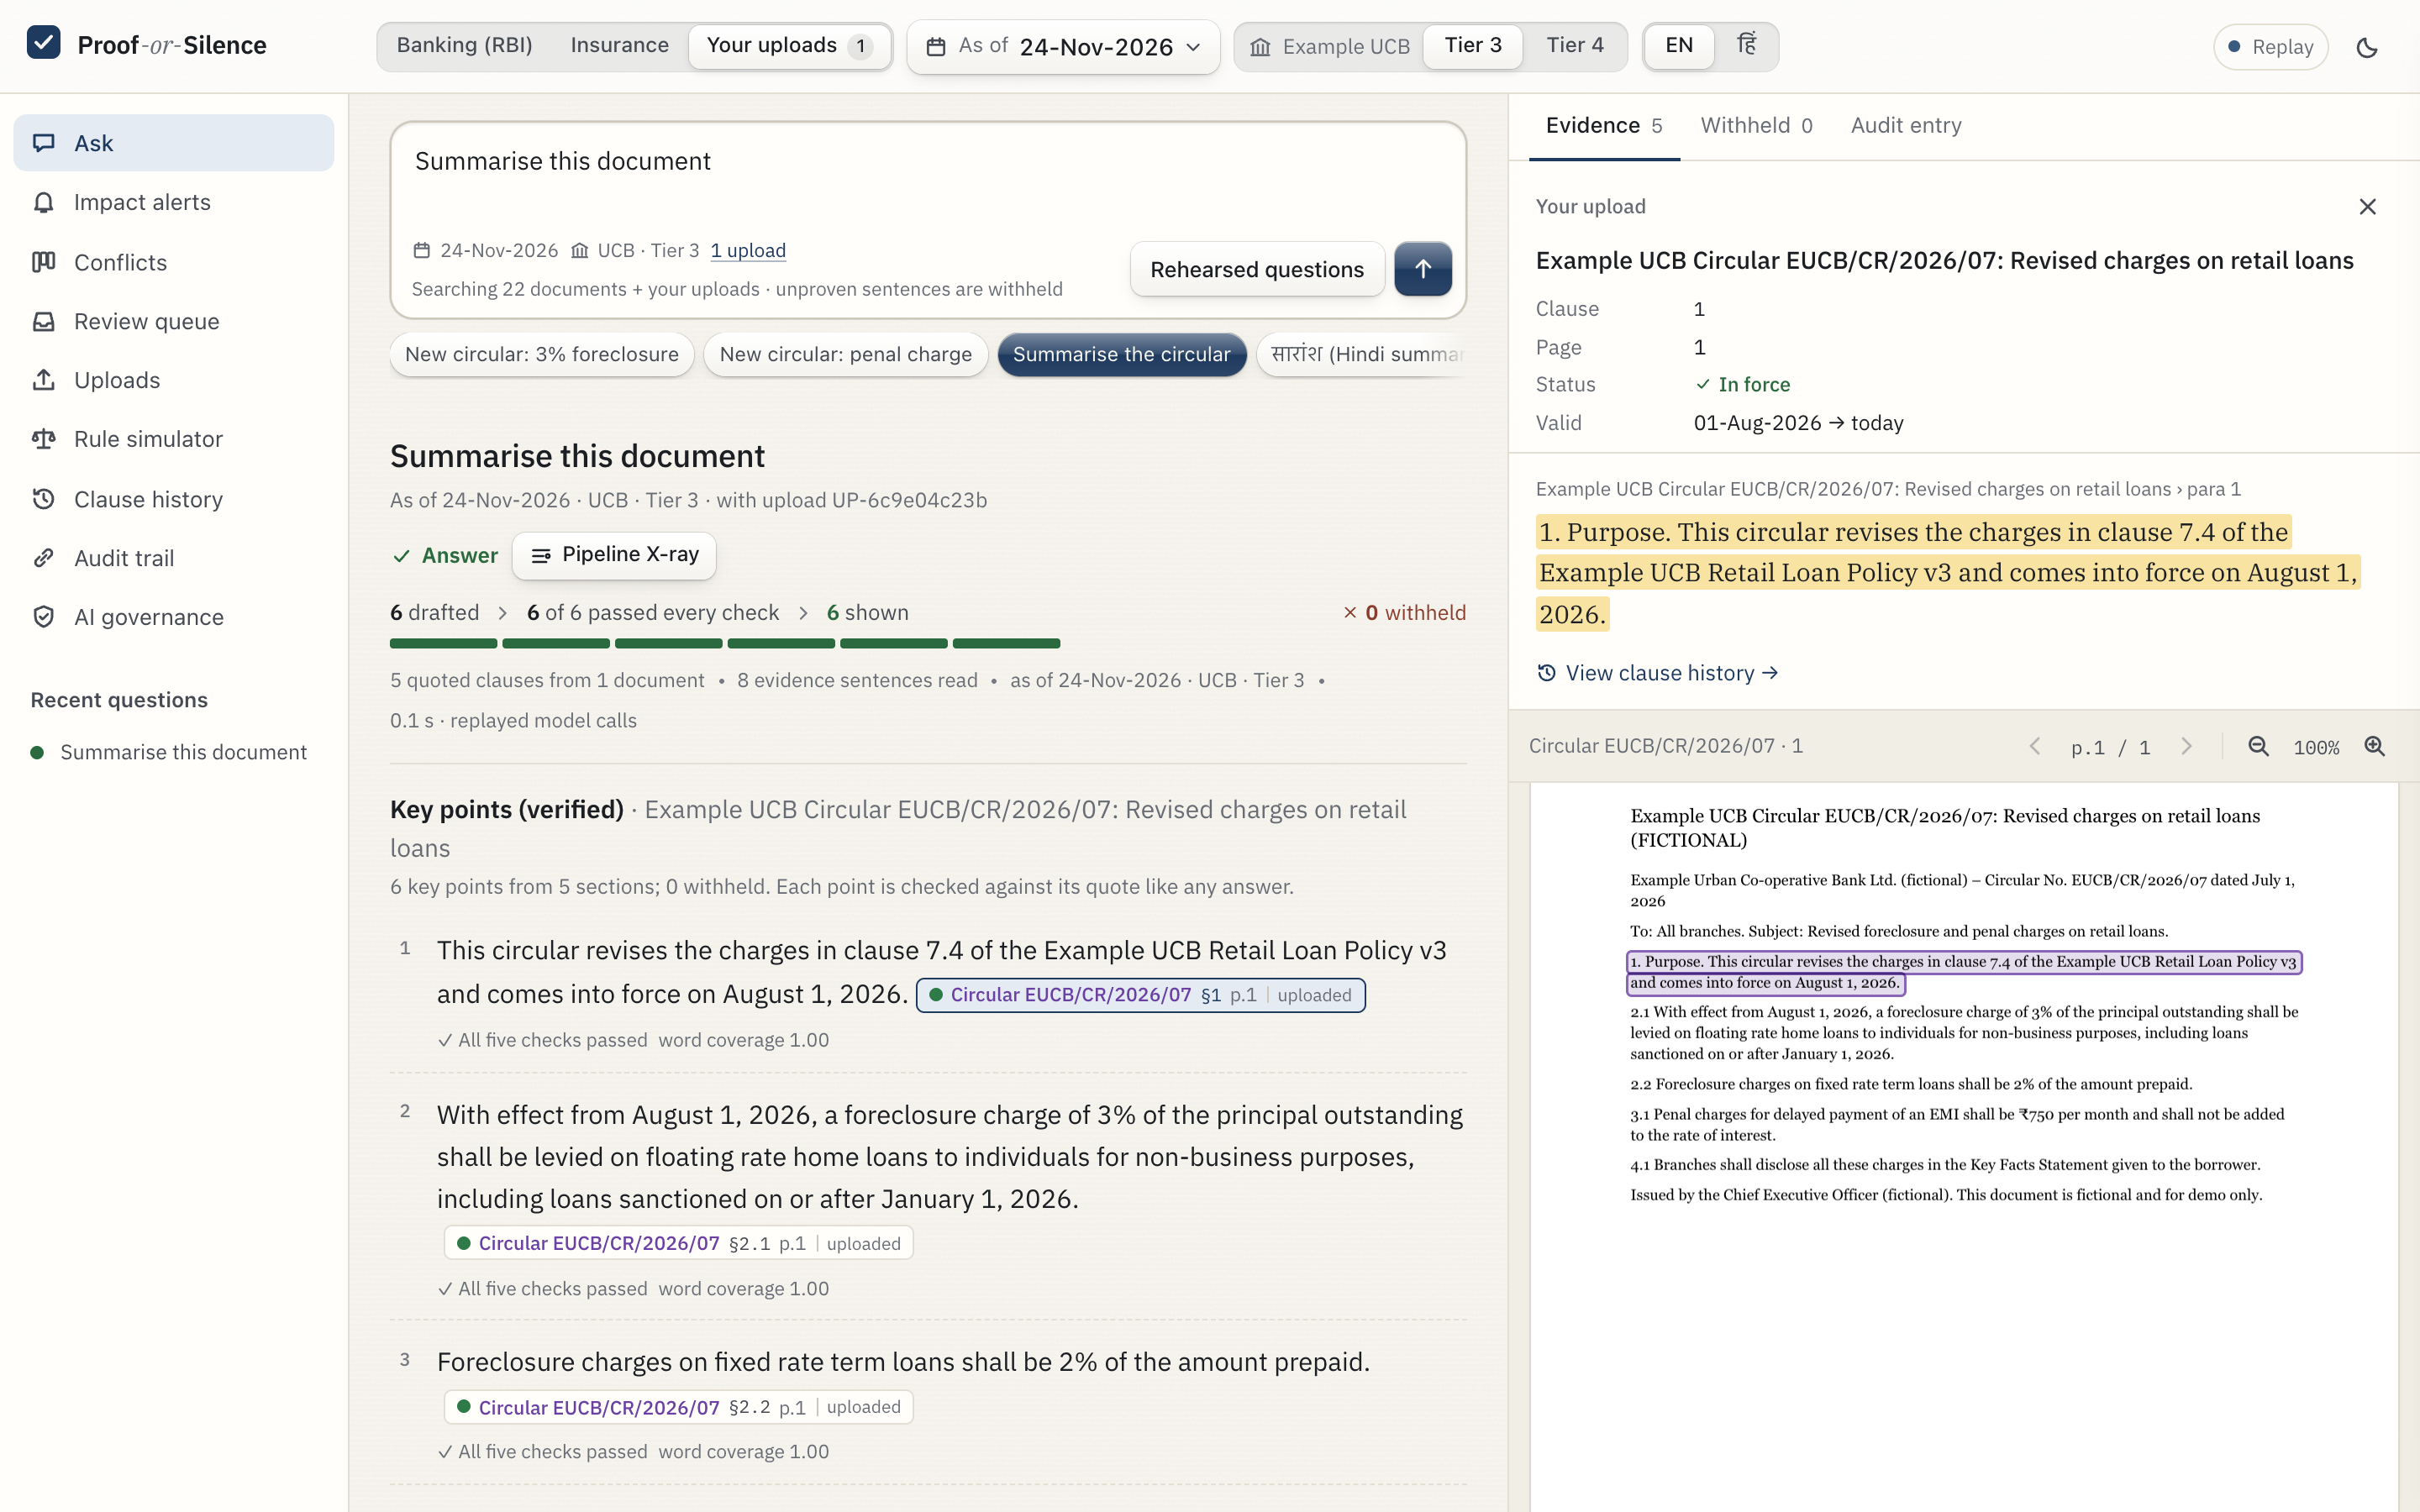 Proof-or-Silence
Banking (RBI)
Insurance
Your uploads 1
As of 24-Nov-2026
Example UCB
Tier 3
Tier 4
EN
हिं
Replay
Ask
Impact alerts
Conflicts
Review queue
Uploads
Rule simulator
Clause history
Audit trail
AI governance
Recent questions
Summarise this document
Summarise this document
24-Nov-2026 UCB · Tier 3 1 upload
Searching 22 documents + your uploads · unproven sentences are withheld
Rehearsed questions
New circular: 3% foreclosure
New circular: penal charge
Summarise the circular
सारांश (Hindi summar
Summarise this document
As of 24-Nov-2026 · UCB · Tier 3 · with upload UP-6c9e04c23b
✓ Answer
Pipeline X-ray
6 drafted > 6 of 6 passed every check > 6 shown
× 0 withheld
5 quoted clauses from 1 document • 8 evidence sentences read • as of 24-Nov-2026 · UCB · Tier 3 •
0.1 s · replayed model calls
Key points (verified) · Example UCB Circular EUCB/CR/2026/07: Revised charges on retail
loans
6 key points from 5 sections; 0 withheld. Each point is checked against its quote like any answer.
1 This circular revises the charges in clause 7.4 of the Example UCB Retail Loan Policy v3
and comes into force on August 1, 2026. Circular EUCB/CR/2026/07 §1 p.1 | uploaded
✓ All five checks passed word coverage 1.00
2 With effect from August 1, 2026, a foreclosure charge of 3% of the principal outstanding
shall be levied on floating rate home loans to individuals for non-business purposes,
including loans sanctioned on or after January 1, 2026.
Circular EUCB/CR/2026/07 §2.1 p.1 | uploaded
✓ All five checks passed word coverage 1.00
3 Foreclosure charges on fixed rate term loans shall be 2% of the amount prepaid.
Circular EUCB/CR/2026/07 §2.2 p.1 | uploaded
✓ All five checks passed word coverage 1.00
Evidence 5
Withheld 0
Audit entry
Your upload
Example UCB Circular EUCB/CR/2026/07: Revised charges on retail loans
Clause 1
Page 1
Status ✓ In force
Valid 01-Aug-2026 → today
Example UCB Circular EUCB/CR/2026/07: Revised charges on retail loans › para 1
1. Purpose. This circular revises the charges in clause 7.4 of the
Example UCB Retail Loan Policy v3 and comes into force on August 1,
2026.
View clause history →
Circular EUCB/CR/2026/07 · 1
p.1 / 1
100%
Example UCB Circular EUCB/CR/2026/07: Revised charges on retail loans
(FICTIONAL)
Example Urban Co-operative Bank Ltd. (fictional) – Circular No. EUCB/CR/2026/07 dated July 1,
2026
To: All branches. Subject: Revised foreclosure and penal charges on retail loans.
1. Purpose. This circular revises the charges in clause 7.4 of the Example UCB Retail Loan Policy v3
and comes into force on August 1, 2026.
2.1 With effect from August 1, 2026, a foreclosure charge of 3% of the principal outstanding shall be
levied on floating rate home loans to individuals for non-business purposes, including loans
sanctioned on or after January 1, 2026.
2.2 Foreclosure charges on fixed rate term loans shall be 2% of the amount prepaid.
3.1 Penal charges for delayed payment of an EMI shall be ₹750 per month and shall not be added
to the rate of interest.
4.1 Branches shall disclose all these charges in the Key Facts Statement given to the borrower.
Issued by the Chief Executive Officer (fictional). This document is fictional and for demo only.